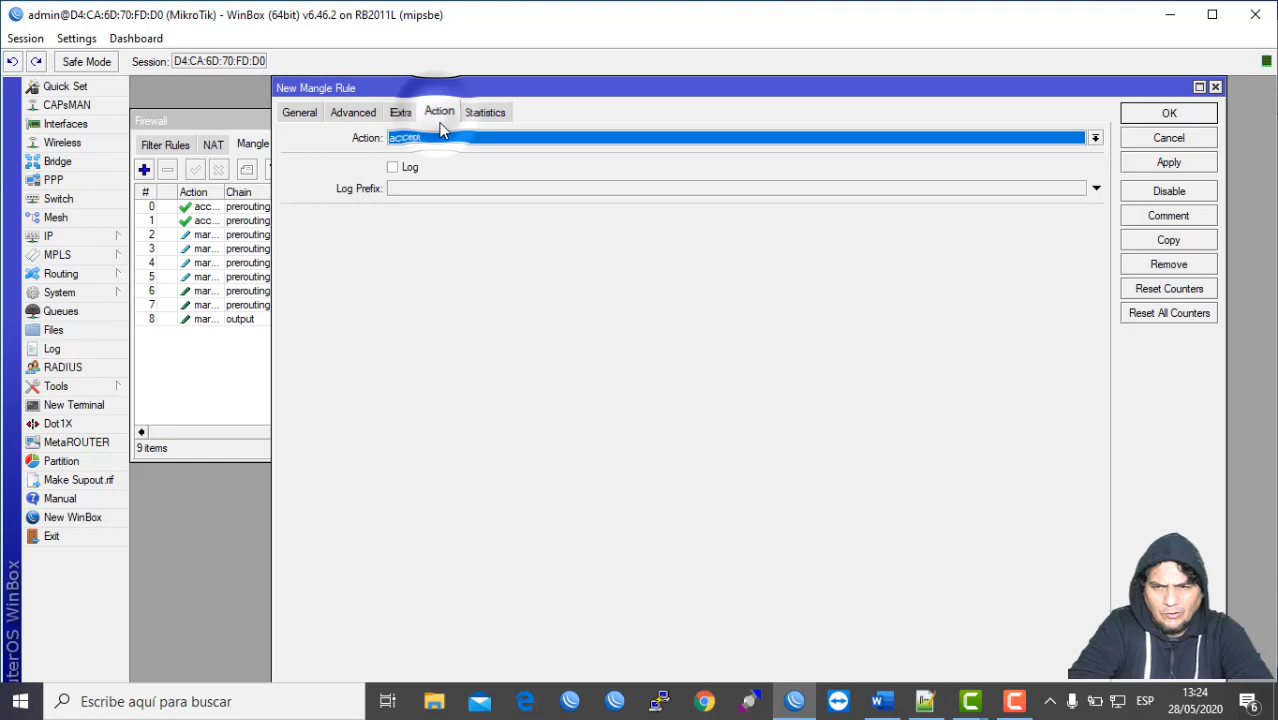 admin@D4:CA:6D:70:FD:D0 (MikroTik) - WinBox (64bit) v6.46.2 on RB2011L (mipsbe)
Session Settings Dashboard
Safe Mode Session: D4:CA:6D:70:FD:D0
Quick Set
CAPsMAN
Interfaces
Wireless
Bridge
PPP
Switch
Mesh
IP
MPLS
Routing
System
Queues
Files
Log
RADIUS
Tools
New Terminal
Dot1X
MetaROUTER
Partition
Make Supout.rif
Manual
New WinBox
Exit
RouterOS WinBox
Firewall
Filter Rules NAT Mangle
# Action Chain
0 acc... prerouting
1 acc... prerouting
2 mar... prerouting
3 mar... prerouting
4 mar... prerouting
5 mar... prerouting
6 mar... prerouting
7 mar... prerouting
8 mar... output
9 items
New Mangle Rule
General Advanced Extra Action Statistics
Action: accept
Log
Log Prefix:
OK
Cancel
Apply
Disable
Comment
Copy
Remove
Reset Counters
Reset All Counters
Escribe aquí para buscar
ESP
13:24
28/05/2020
6